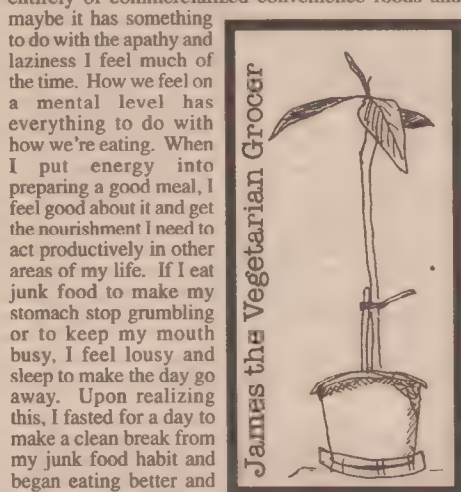 maybe it has something
to do with the apathy and
laziness I feel much of
the time. How we feel on
a mental level has
everything to do with
how we're eating. When
I put energy into
preparing a good meal, I
feel good about it and get
the nourishment I need to
act productively in other
areas of my life. If I eat
junk food to make my
stomach stop grumbling
or to keep my mouth
busy, I feel lousy and
sleep to make the day go
away. Upon realizing
this, I fasted for a day to
make a clean break from
my junk food habit and
began eating better and
James the Vegetarian Grocer